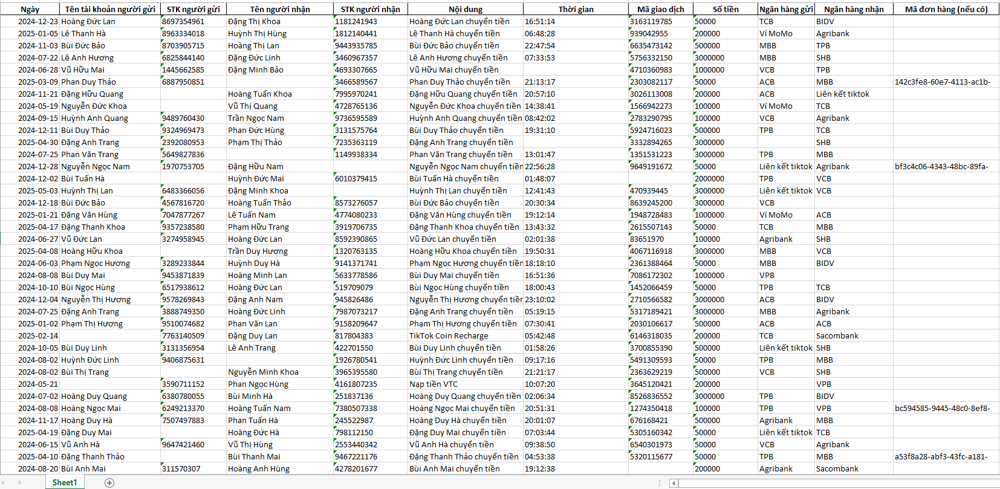 Ngày Tên tài khoản người gửi STK người gửi Tên người nhận STK người nhận Nội dung Thời gian Mã giao dịch Số tiền Ngân hàng gửi Ngân hàng nhận Mã đơn hàng (nếu có)
2024-12-23 Hoàng Đức Lan 8697354961 Đặng Thị Khoa 1181241943 Hoàng Đức Lan chuyển tiền 16:51:14 3163119785 50000 TCB BIDV
2025-01-05 Lê Thanh Hà 8963334018 Huỳnh Thị Hùng 1812140441 Lê Thanh Hà chuyển tiền 06:48:28 939042955 200000 Ví MoMo Agribank
2024-11-03 Bùi Đức Bảo 8703905715 Hoàng Thị Lan 9443935785 Bùi Đức Bảo chuyển tiền 22:47:54 6635473142 500000 MBB TPB
2024-07-22 Lê Anh Hương 6825844140 Đặng Đức Linh 3460967357 Lê Anh Hương chuyển tiền 07:33:53 5756332150 3000000 MBB SHB
2024-06-28 Vũ Hữu Mai 1445662585 Đặng Minh Bảo 4693307665 Vũ Hữu Mai chuyển tiền 4710360983 1000000 VCB TPB
2025-03-09 Phan Duy Thảo 6887950851 3466589567 Phan Duy Thảo chuyển tiền 21:13:17 2303082117 50000 ACB MBB 142c3fe8-60e7-4113-ac1b-
2024-11-21 Đặng Hữu Quang Hoàng Tuấn Khoa 7995970241 Đặng Hữu Quang chuyển tiền 20:57:10 3026113008 200000 ACB Liên kết tiktok
2024-05-19 Nguyễn Đức Khoa Vũ Thị Quang 4728765136 Nguyễn Đức Khoa chuyển tiền 14:38:41 1566942273 100000 Ví MoMo TCB
2024-09-15 Huỳnh Anh Quang 9489760430 Trần Ngọc Nam 9736595589 Huỳnh Anh Quang chuyển tiền 08:42:02 2783290795 100000 VCB Agribank
2024-12-11 Bùi Duy Thảo 9324969473 Phan Đức Hùng 3131575764 Bùi Duy Thảo chuyển tiền 19:31:10 5924716023 500000 TPB TCB
2025-04-30 Đặng Anh Trang 2392080953 Phạm Thị Thảo 7235363119 Đặng Anh Trang chuyển tiền 3332894265 3000000 SHB
2024-07-25 Phan Văn Trang 5649827836 1149938334 Phan Văn Trang chuyển tiền 13:01:47 1351531223 3000000 TPB MBB
2024-12-28 Nguyễn Ngọc Nam 1970753705 Đặng Hữu Nam Nguyễn Ngọc Nam chuyển tiền 22:56:28 9649191672 50000 Liên kết tiktok Agribank bf3c4c06-4343-48bc-89fa-
2024-12-02 Bùi Tuấn Hà Huỳnh Đức Mai 6010379415 Bùi Tuấn Hà chuyển tiền 01:48:07 2000000 TPB VCB
2025-05-03 Huỳnh Thị Lan 6483366056 Đặng Minh Khoa Huỳnh Thị Lan chuyển tiền 12:41:43 470939445 3000000 Liên kết tiktok VCB
2024-12-18 Bùi Đức Bảo 4567816720 Hoàng Tuấn Thảo 8573276057 Bùi Đức Bảo chuyển tiền 20:30:34 8639245200 3000000 VCB
2025-01-21 Đặng Văn Hùng 7047877267 Lê Tuấn Nam 4774080233 Đặng Văn Hùng chuyển tiền 19:12:14 1948728483 1000000 Ví MoMo ACB
2025-04-17 Đặng Thanh Khoa 9357238580 Phạm Hữu Trang 3919706735 Đặng Thanh Khoa chuyển tiền 13:43:32 2615507143 50000 TCB MBB
2024-06-27 Vũ Đức Lan 3274958945 Hoàng Đức Lan 8592390865 Vũ Đức Lan chuyển tiền 02:01:38 83651970 100000 Agribank SHB
2025-04-08 Hoàng Hữu Khoa Trần Duy Hương 1320763135 Hoàng Hữu Khoa chuyển tiền 19:50:31 4067116918 3000000 MBB VCB
2024-06-03 Phạm Ngọc Hương 3289233844 Huỳnh Duy Hà 9141371741 Phạm Ngọc Hương chuyển tiền 18:18:10 2361388464 50000 MBB BIDV
2024-08-08 Bùi Duy Mai 9453871839 Hoàng Minh Lan 5633778586 Bùi Duy Mai chuyển tiền 16:51:36 7086172302 1000000 VPB
2024-10-10 Bùi Ngọc Hùng 6517938612 Hoàng Đức Lan 519709079 Bùi Ngọc Hùng chuyển tiền 18:00:43 1452066459 50000 TPB TCB
2024-12-04 Nguyễn Thị Hương 9578269843 Đặng Anh Nam 945826486 Nguyễn Thị Hương chuyển tiền 23:10:02 2710566582 3000000 ACB BIDV
2024-07-25 Đặng Anh Trang 3888749350 Hoàng Đức Linh 7987073217 Đặng Anh Trang chuyển tiền 05:19:15 5317189421 3000000 MBB Agribank
2025-01-02 Phạm Thị Hương 9510074682 Phan Văn Lan 9158209647 Phạm Thị Hương chuyển tiền 07:30:41 2030106617 500000 ACB ACB
2025-02-14 7763140509 Đặng Duy Lan 817804383 TikTok Coin Recharge 05:42:48 6146318035 200000 TCB Sacombank
2024-10-05 Bùi Duy Linh 3131356954 Lê Anh Trang 422701550 Bùi Duy Linh chuyển tiền 01:58:26 3700855390 500000 Liên kết tiktok SHB
2024-08-02 Huỳnh Đức Linh 9406875631 1926780541 Huỳnh Đức Linh chuyển tiền 09:17:16 5491309593 50000 TPB MBB
2024-08-02 Bùi Thị Trang Nguyễn Minh Khoa 3965395580 Bùi Thị Trang chuyển tiền 21:21:17 2363629219 500000 VCB SHB
2024-05-21 3590711152 Phan Ngọc Hùng 4161807235 Nạp tiền VTC 10:07:20 3645120421 200000 VPB
2024-07-02 Hoàng Duy Quang 6380780055 Bùi Minh Hà 251837136 Hoàng Duy Quang chuyển tiền 02:06:34 8526836552 3000000 TPB BIDV
2024-08-08 Hoàng Ngọc Mai 6249213370 Hoàng Tuấn Nam 7380507338 Hoàng Ngọc Mai chuyển tiền 20:51:31 1274350418 100000 TPB VPB bc594585-9445-48c0-8ef8-
2024-11-17 Hoàng Duy Hà 7507497883 Phan Tuấn Hà 245522987 Hoàng Duy Hà chuyển tiền 20:01:07 676168421 500000 Agribank MBB
2025-04-19 Đặng Duy Mai Hoàng Đức Hà 798112150 Đặng Duy Mai chuyển tiền 07:03:44 5305160342 50000 Liên kết tiktok TCB
2024-06-15 Vũ Anh Hà 9647421460 Vũ Thị Hùng 2553440342 Vũ Anh Hà chuyển tiền 09:38:50 6540301973 50000 VCB Agribank
2025-04-10 Đặng Thanh Thảo Bùi Thanh Mai 9467221176 Đặng Thanh Thảo chuyển tiền 04:53:38 5320115677 50000 TPB MBB a53f8a28-abf3-43fc-a181-
2024-08-20 Bùi Anh Mai 311570307 Hoàng Anh Hùng 4278201677 Bùi Anh Mai chuyển tiền 19:12:38 200000 Agribank Sacombank
Sheet1